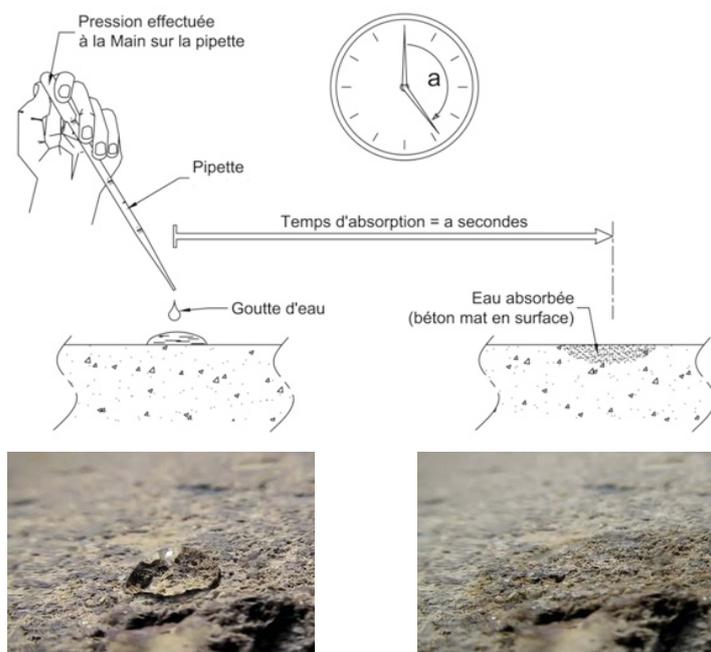 Pression effectuée
à la Main sur la pipette
a
Pipette
Temps d'absorption = a secondes
Goutte d'eau
Eau absorbée
(béton mat en surface)